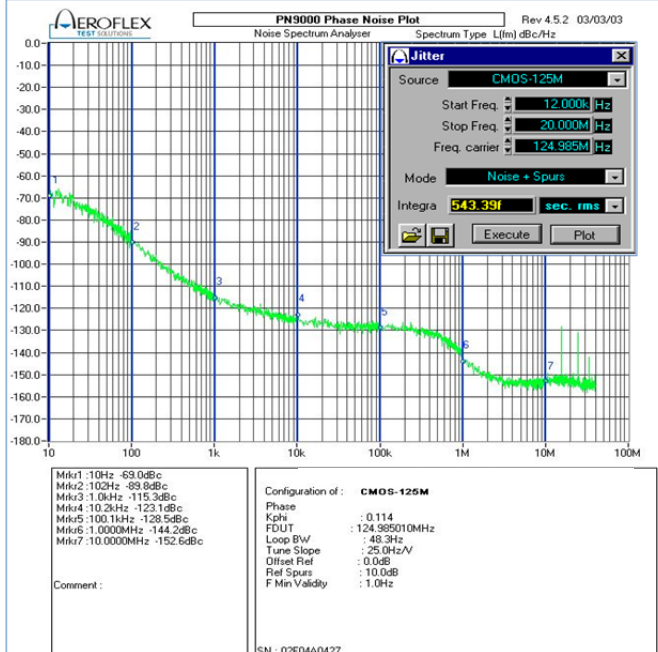 AEROFLEX
TEST SOLUTIONS
PN9000 Phase Noise Plot
Rev 4.5.2 03/03/03
Noise Spectrum Analyser
Spectrum Type L(fm) dBc/Hz
0.0
-10.0
-20.0
-30.0
-40.0
-50.0
-60.0
-70.0
-80.0
-90.0
-100.0
-110.0
-120.0
-130.0
-140.0
-150.0
-160.0
-170.0
-180.0
1
2
3
4
5
6
7
10
100
1k
10k
100k
1M
10M
100M
Jitter
Source
CMOS-125M
Start Freq.
12.000k Hz
Stop Freq.
20.000M Hz
Freq. carrier
124.985M Hz
Mode
Noise + Spurs
Integra
543.39f
sec. rms
Execute
Plot
Mrkr1 :10Hz -69.0dBc
Mrkr2 :102Hz -89.8dBc
Mrkr3 :1.0kHz -115.3dBc
Mrkr4 :10.2kHz -123.1dBc
Mrkr5 :100.1kHz -128.5dBc
Mrkr6 :1.0000MHz -144.2dBc
Mrkr7 :10.0000MHz -152.6dBc
Comment :
Configuration of : CMOS-125M
Phase
Kphi : 0.114
FDUT : 124.985010MHz
Loop BW : 48.3Hz
Tune Slope : 25.0Hz/V
Offset Ref : 0.0dB
Ref Spurs : 10.0dB
F Min Validity : 1.0Hz
SN :